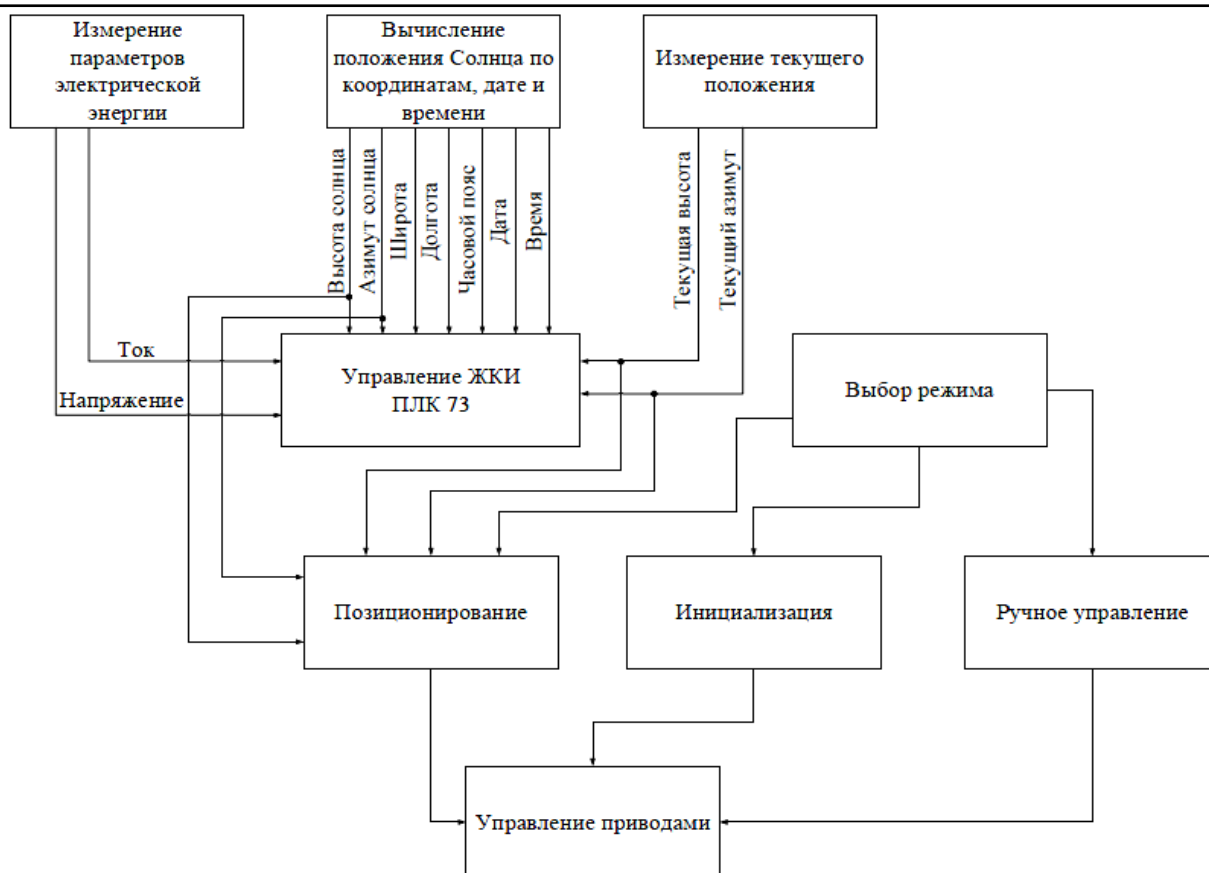 Измерение
параметров
электрической
энергии
Вычисление
положения Солнца по
координатам, дате и
времени
Измерение текущего
положения
Высота солнца
Азимут солнца
Широта
Долгота
Часовой пояс
Дата
Время
Текущая высота
Текущий азимут
Ток
Напряжение
Управление ЖКИ
ПЛК 73
Выбор режима
Позиционирование
Инициализация
Ручное управление
Управление приводами